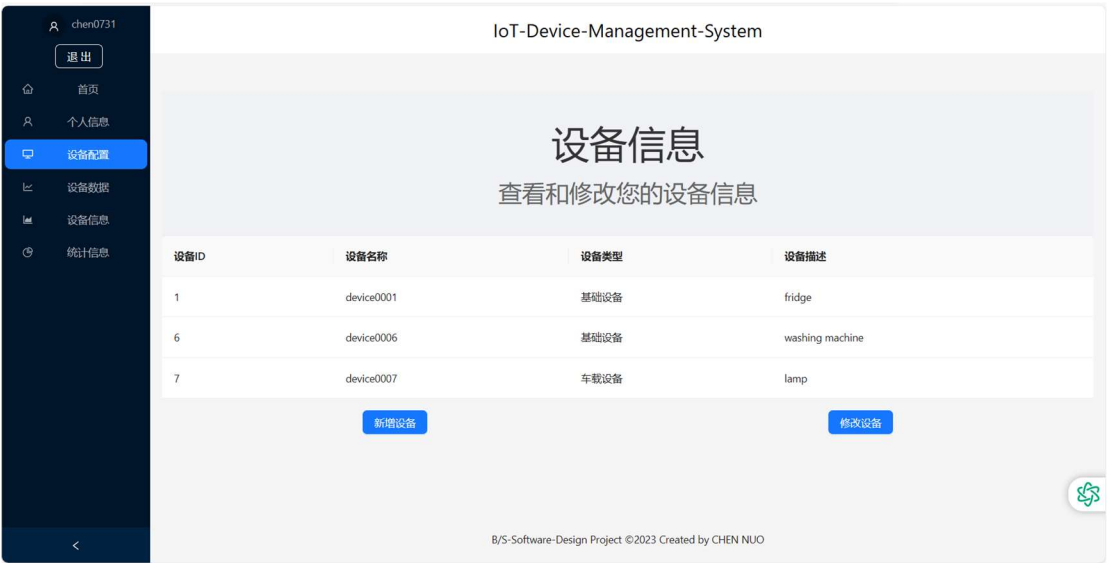 chen0731
退出
首页
个人信息
设备配置
设备数据
设备信息
统计信息
IoT-Device-Management-System
设备信息
查看和修改您的设备信息
设备ID 设备名称 设备类型 设备描述
1 device0001 基础设备 fridge
6 device0006 基础设备 washing machine
7 device0007 车载设备 lamp
新增设备 修改设备
B/S-Software-Design Project ©2023 Created by CHEN NUO